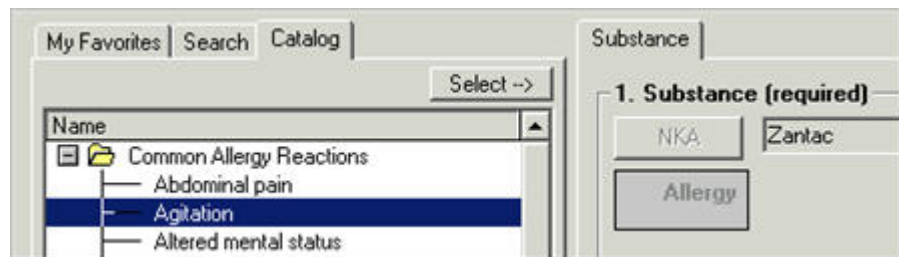 My Favorites Search Catalog
Select -->
Name
Common Allergy Reactions
Abdominal pain
Agitation
Altered mental status
Substance
1. Substance (required)
NKA Zantac
Allergy